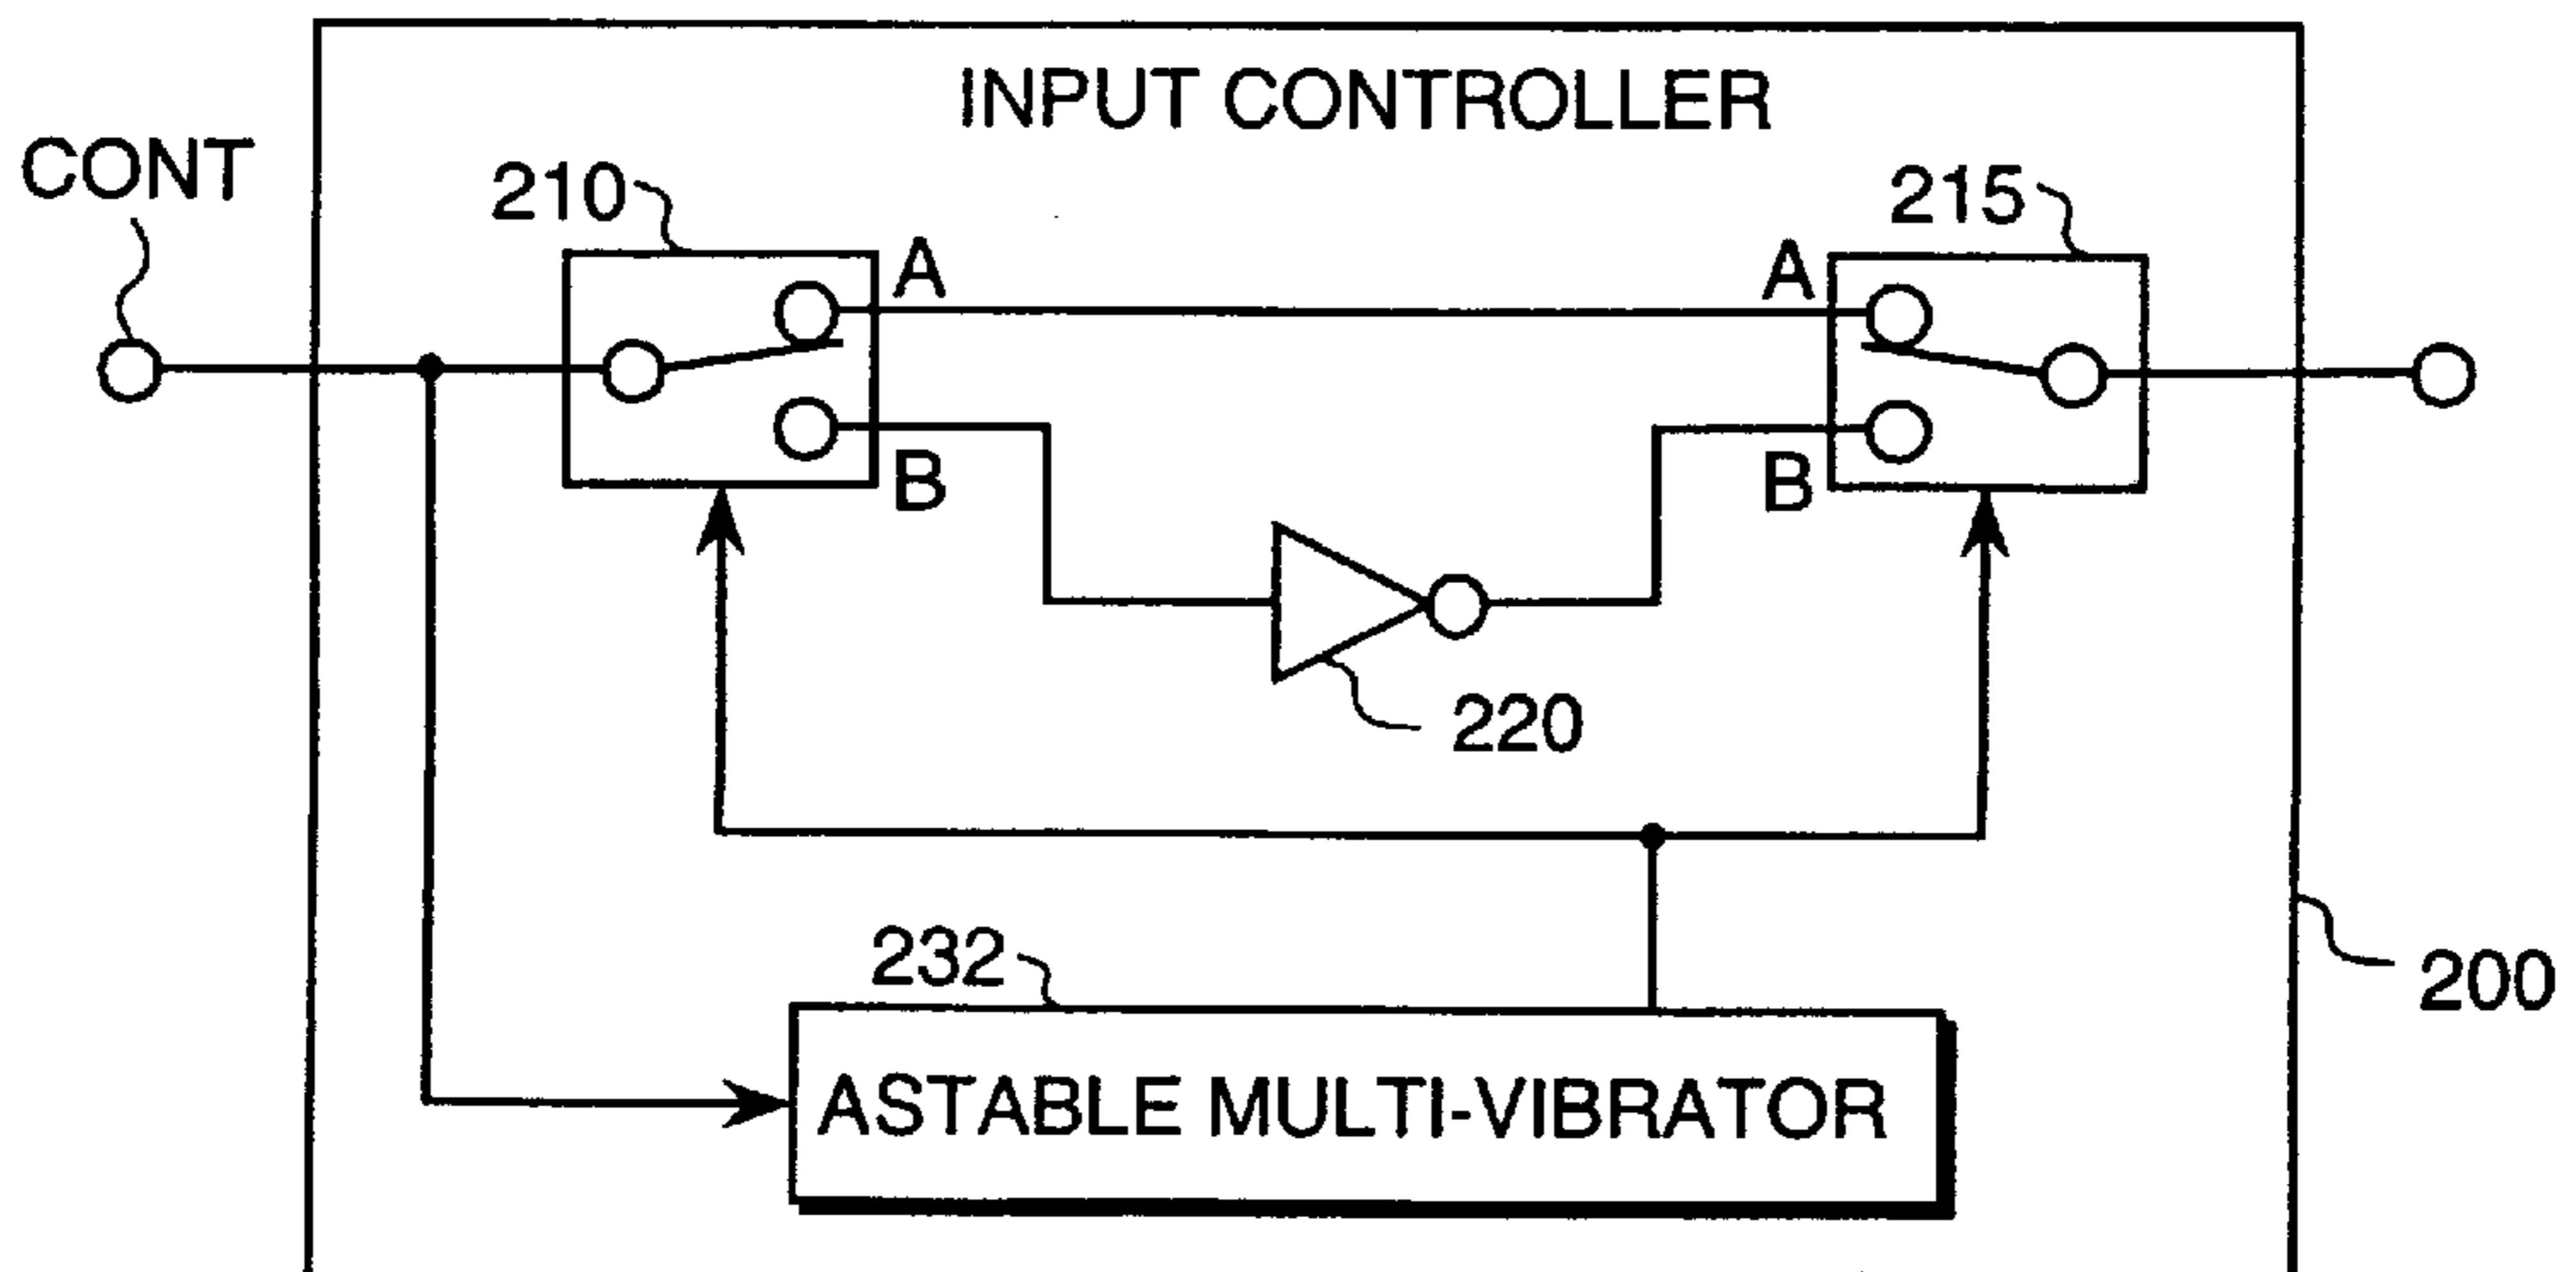 INPUT CONTROLLER
CONT
210
215
A
A
B
B
220
232
200
ASTABLE MULTI-VIBRATOR